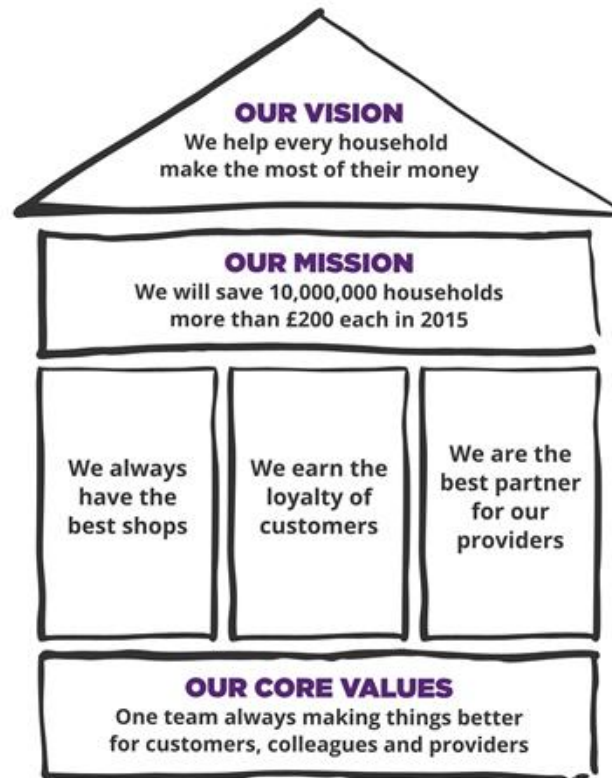 OUR VISION
We help every household
make the most of their money
OUR MISSION
We will save 10,000,000 households
more than £200 each in 2015
We always
have the
best shops
We earn the
loyalty of
customers
We are the
best partner
for our
providers
OUR CORE VALUES
One team always making things better
for customers, colleagues and providers